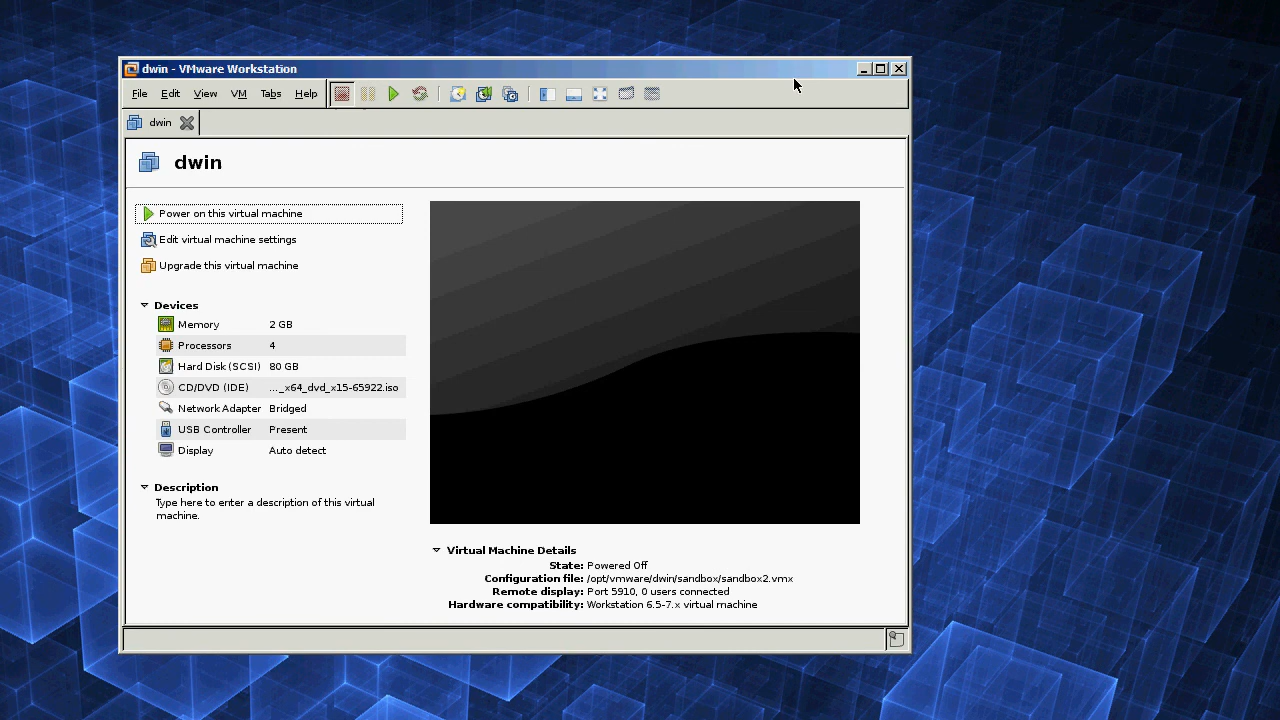 dwin - VMware Workstation
File Edit View VM Tabs Help
dwin
dwin
Power on this virtual machine
Edit virtual machine settings
Upgrade this virtual machine
Devices
Memory 2 GB
Processors 4
Hard Disk (SCSI) 80 GB
CD/DVD (IDE) ..._x64_dvd_x15-65922.iso
Network Adapter Bridged
USB Controller Present
Display Auto detect
Description
Type here to enter a description of this virtual
machine.
Virtual Machine Details
State: Powered Off
Configuration file: /opt/vmware/dwin/sandbox/sandbox2.vmx
Remote display: Port 5910, 0 users connected
Hardware compatibility: Workstation 6.5-7.x virtual machine